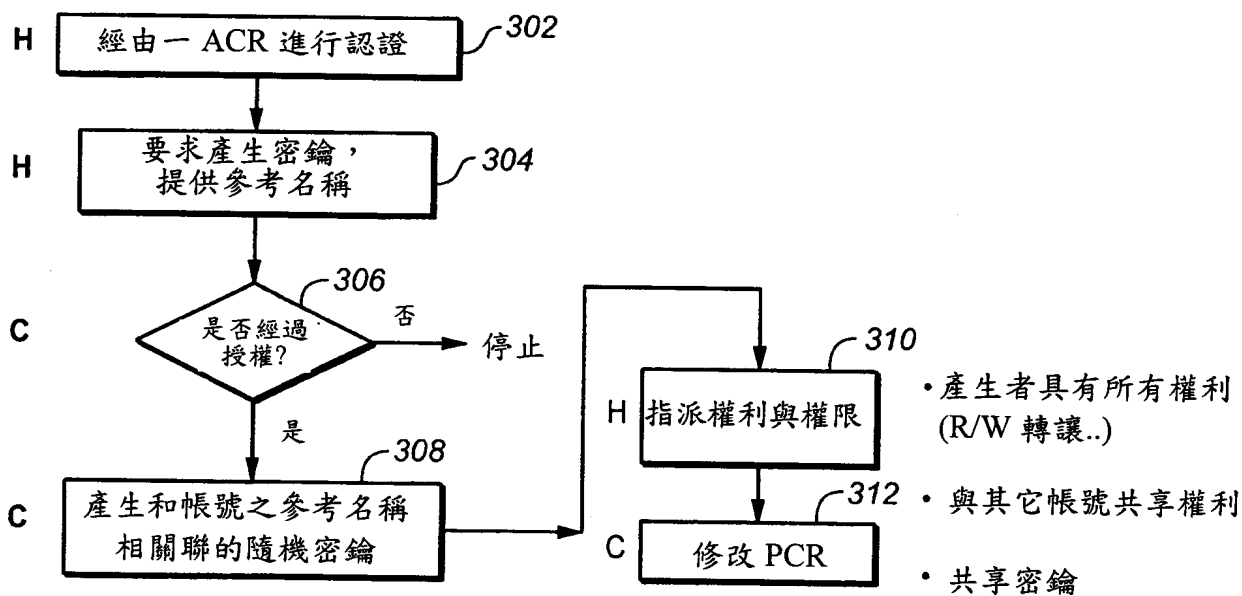 H
經由一 ACR 進行認證
302
H
要求產生密鑰，
提供參考名稱
304
C
是否經過
授權?
306
否
停止
是
C
產生和帳號之參考名稱
相關聯的隨機密鑰
308
H
指派權利與權限
310
C
修改 PCR
312
•產生者具有所有權利
(R/W 轉讓..)
• 與其它帳號共享權利
• 共享密鑰